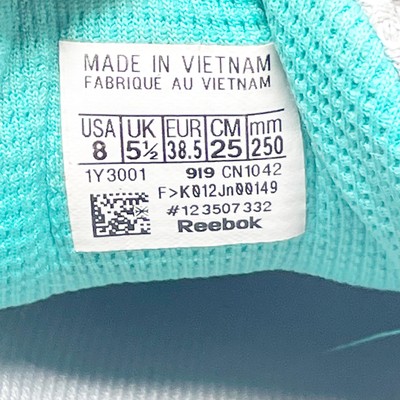 MADE IN VIETNAM
FABRIQUE AU VIETNAM
USA UK EUR CM mm
8 5½ 38.5 25 250
1Y3001 919 CN1042
F>K012Jn00149
#123507332
Reebok